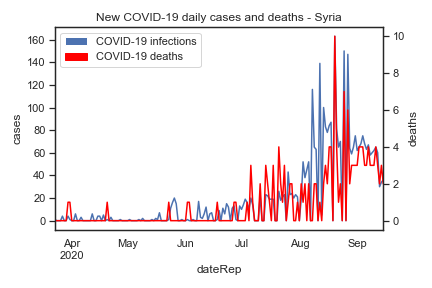 New COVID-19 daily cases and deaths - Syria
COVID-19 infections
COVID-19 deaths
cases
160
140
120
100
80
60
40
20
0
deaths
10
8
6
4
2
0
Apr
2020
May
Jun
Jul
Aug
Sep
dateRep